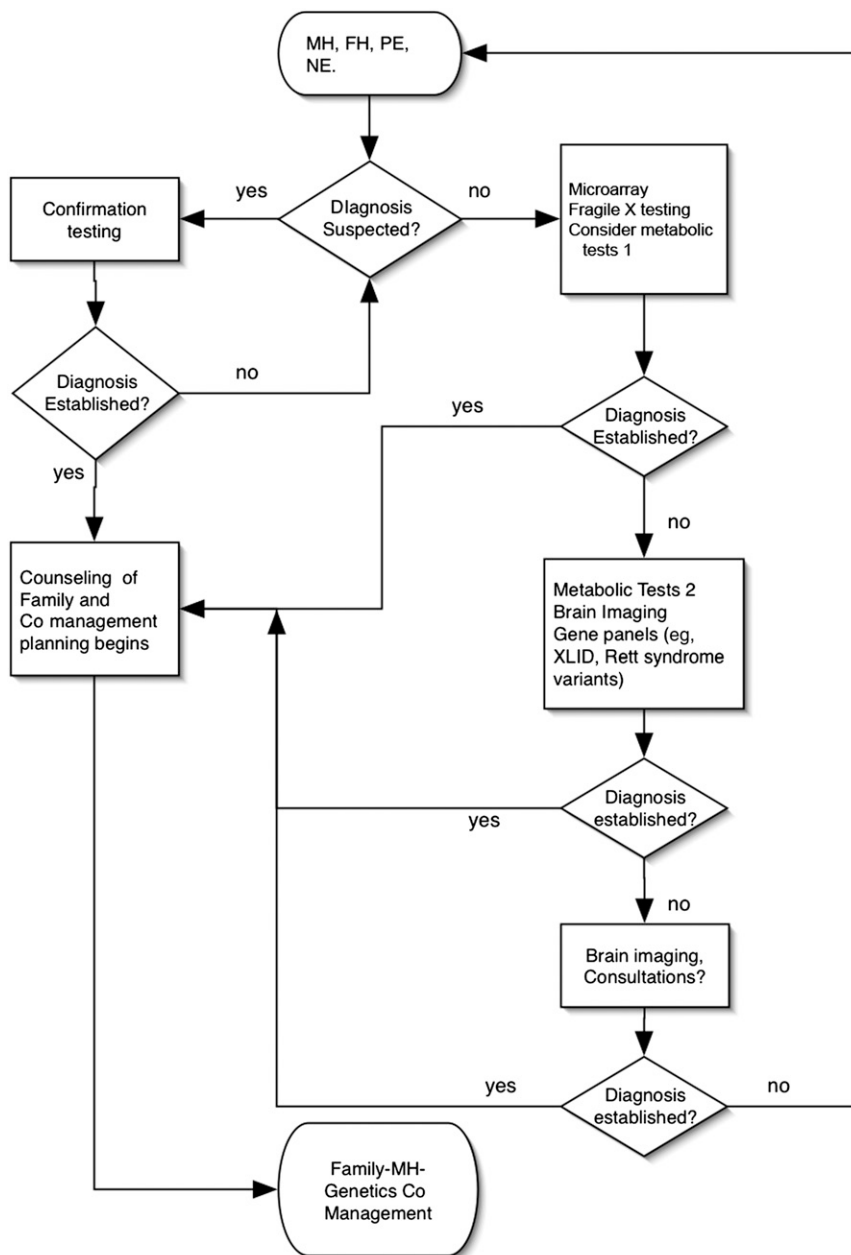 MH, FH, PE,
NE.
yes
DIagnosis
Suspected?
no
Confirmation
testing
Microarray
Fragile X testing
Consider metabolic
tests 1
Diagnosis
Established?
no
yes
yes
Diagnosis
Established?
no
Counseling of
Family and
Co management
planning begins
Metabolic Tests 2
Brain Imaging
Gene panels (eg,
XLID, Rett syndrome
variants)
Diagnosis
established?
yes
no
Brain imaging,
Consultations?
yes
Diagnosis
established?
no
Family-MH-
Genetics Co
Management